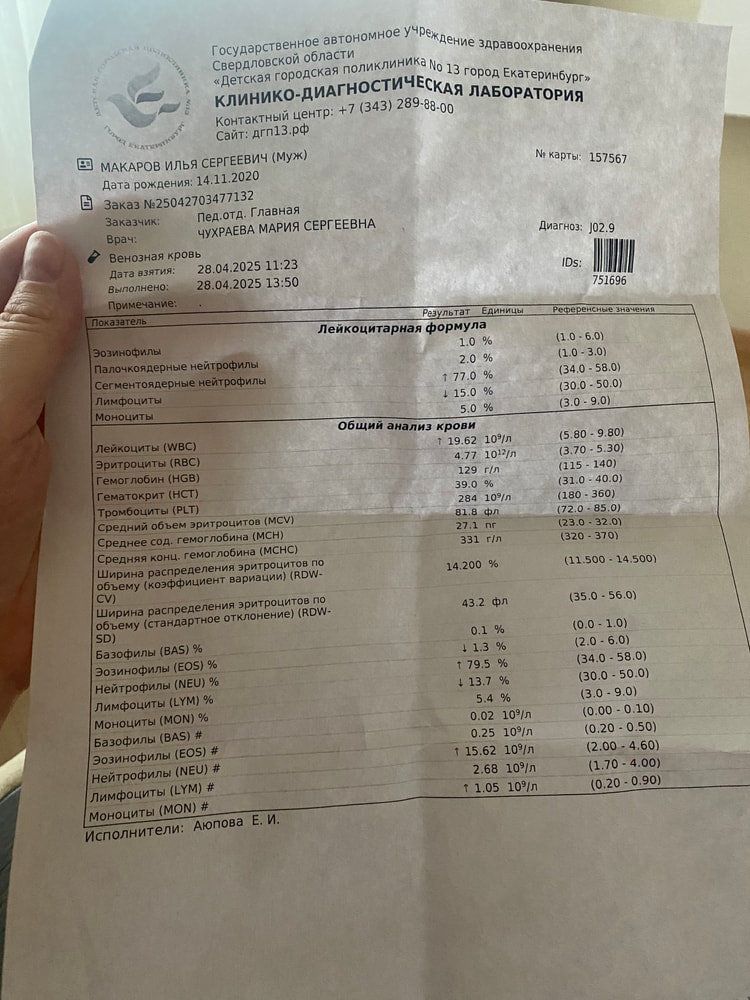 Государственное автономное учреждение здравоохранения
Свердловской области
«Детская городская поликлиника No 13 город Екатеринбург»
КЛИНИКО-ДИАГНОСТИЧЕСКАЯ ЛАБОРАТОРИЯ
Контактный центр: +7 (343) 289-88-00
Сайт: дгп13.рф
МАКАРОВ ИЛЬЯ СЕРГЕЕВИЧ (Муж) № карты: 157567
Дата рождения: 14.11.2020
Заказ №25042703477132
Заказчик: Пед.отд. Главная
Врач: ЧУХРАЕВА МАРИЯ СЕРГЕЕВНА Диагноз: J02.9
Венозная кровь IDs:
Дата взятия: 28.04.2025 11:23
Выполнено: 28.04.2025 13:50 751696
Примечание: .
Показатель Результат Единицы Референсные значения
Лейкоцитарная формула
Эозинофилы 1.0 % (1.0 - 6.0)
Палочкоядерные нейтрофилы 2.0 % (1.0 - 3.0)
Сегментоядерные нейтрофилы ↑ 77.0 % (34.0 - 58.0)
Лимфоциты ↓ 15.0 % (30.0 - 50.0)
Моноциты 5.0 % (3.0 - 9.0)
Общий анализ крови
Лейкоциты (WBC) ↑ 19.62 10⁹/л (5.80 - 9.80)
Эритроциты (RBC) 4.77 10¹²/л (3.70 - 5.30)
Гемоглобин (HGB) 129 г/л (115 - 140)
Гематокрит (HCT) 39.0 % (31.0 - 40.0)
Тромбоциты (PLT) 284 10⁹/л (180 - 360)
Средний объем эритроцитов (MCV) 81.8 фл (72.0 - 85.0)
Среднее сод. гемоглобина (MCH) 27.1 пг (23.0 - 32.0)
Средняя конц. гемоглобина (MCHC) 331 г/л (320 - 370)
Ширина распределения эритроцитов по
объему (коэффициент вариации) (RDW-
CV) 14.200 % (11.500 - 14.500)
Ширина распределения эритроцитов по
объему (стандартное отклонение) (RDW-
SD) 43.2 фл (35.0 - 56.0)
Базофилы (BAS) % 0.1 % (0.0 - 1.0)
Эозинофилы (EOS) % ↓ 1.3 % (2.0 - 6.0)
Нейтрофилы (NEU) % ↑ 79.5 % (34.0 - 58.0)
Лимфоциты (LYM) % ↓ 13.7 % (30.0 - 50.0)
Моноциты (MON) % 5.4 % (3.0 - 9.0)
Базофилы (BAS) # 0.02 10⁹/л (0.00 - 0.10)
Эозинофилы (EOS) # 0.25 10⁹/л (0.20 - 0.50)
Нейтрофилы (NEU) # ↑ 15.62 10⁹/л (2.00 - 4.60)
Лимфоциты (LYM) # 2.68 10⁹/л (1.70 - 4.00)
Моноциты (MON) # ↑ 1.05 10⁹/л (0.20 - 0.90)
Исполнители: Аюпова Е. И.